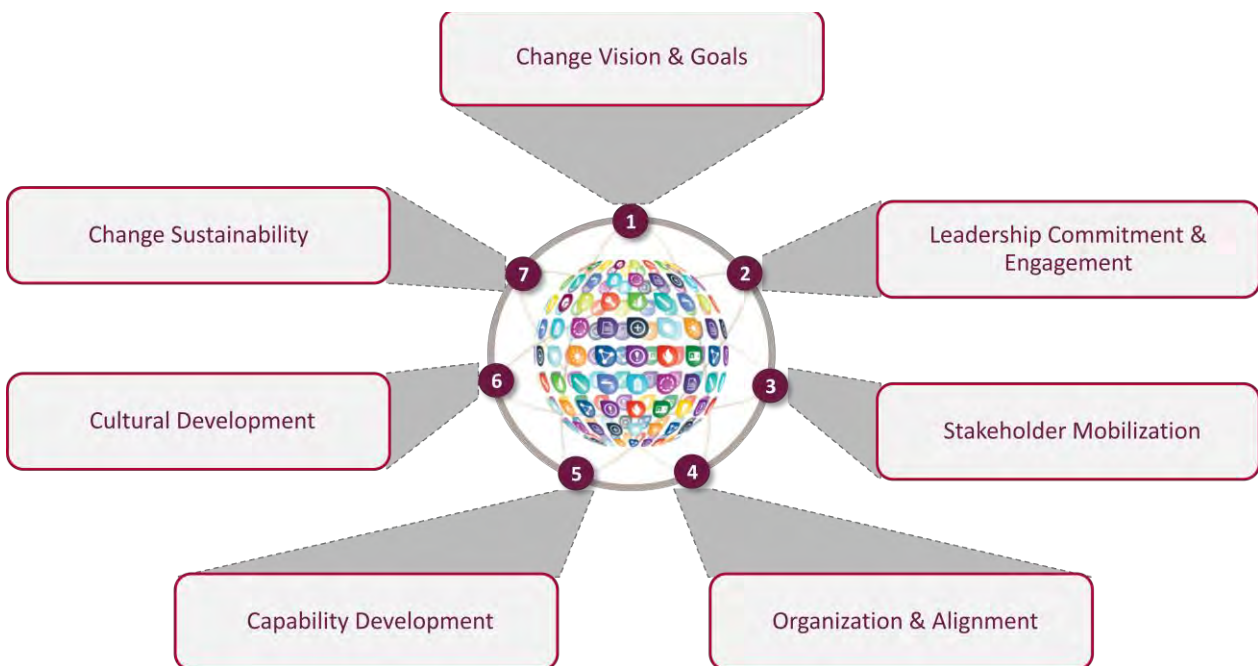 Change Vision & Goals
Change Sustainability
Leadership Commitment &
Engagement
1
7
2
6
3
5
4
Cultural Development
Stakeholder Mobilization
Capability Development
Organization & Alignment